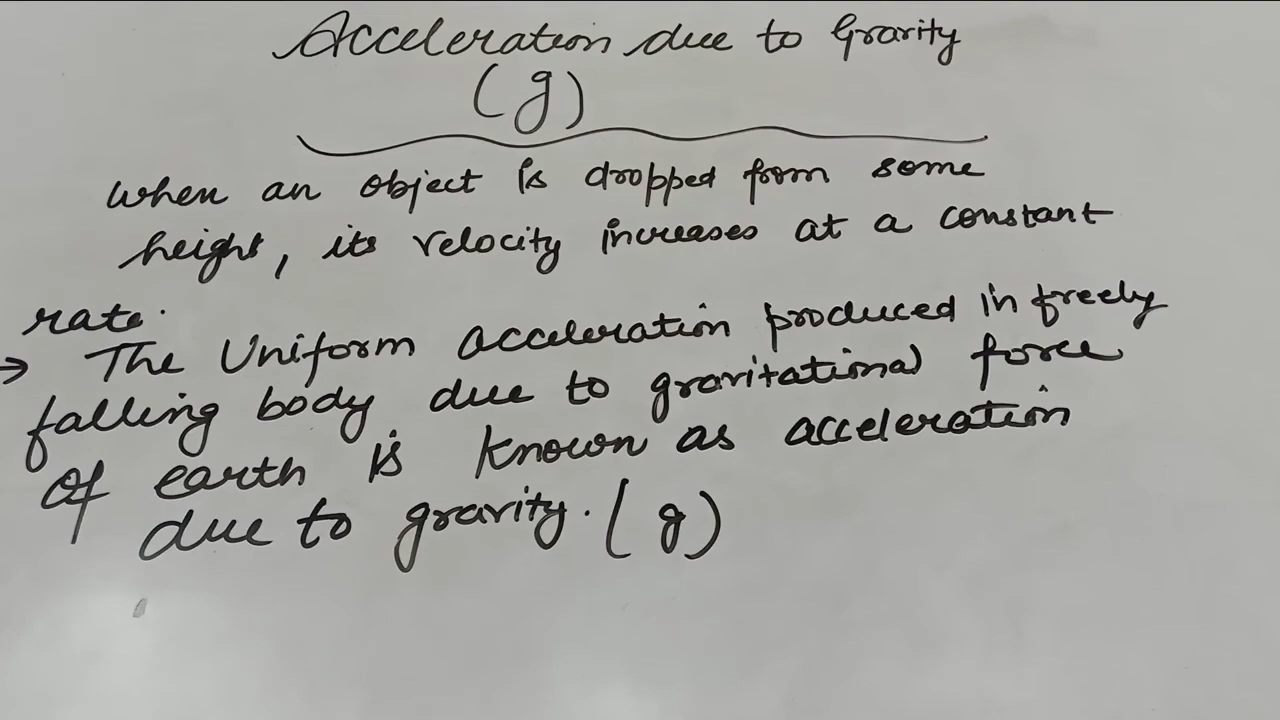 Acceleration due to Gravity
(g)
when an object is dropped from some
height, its velocity increases at a constant
rate.
→ The Uniform acceleration produced in freely
falling body due to gravitational force
of earth is known as acceleration
due to gravity. (g)